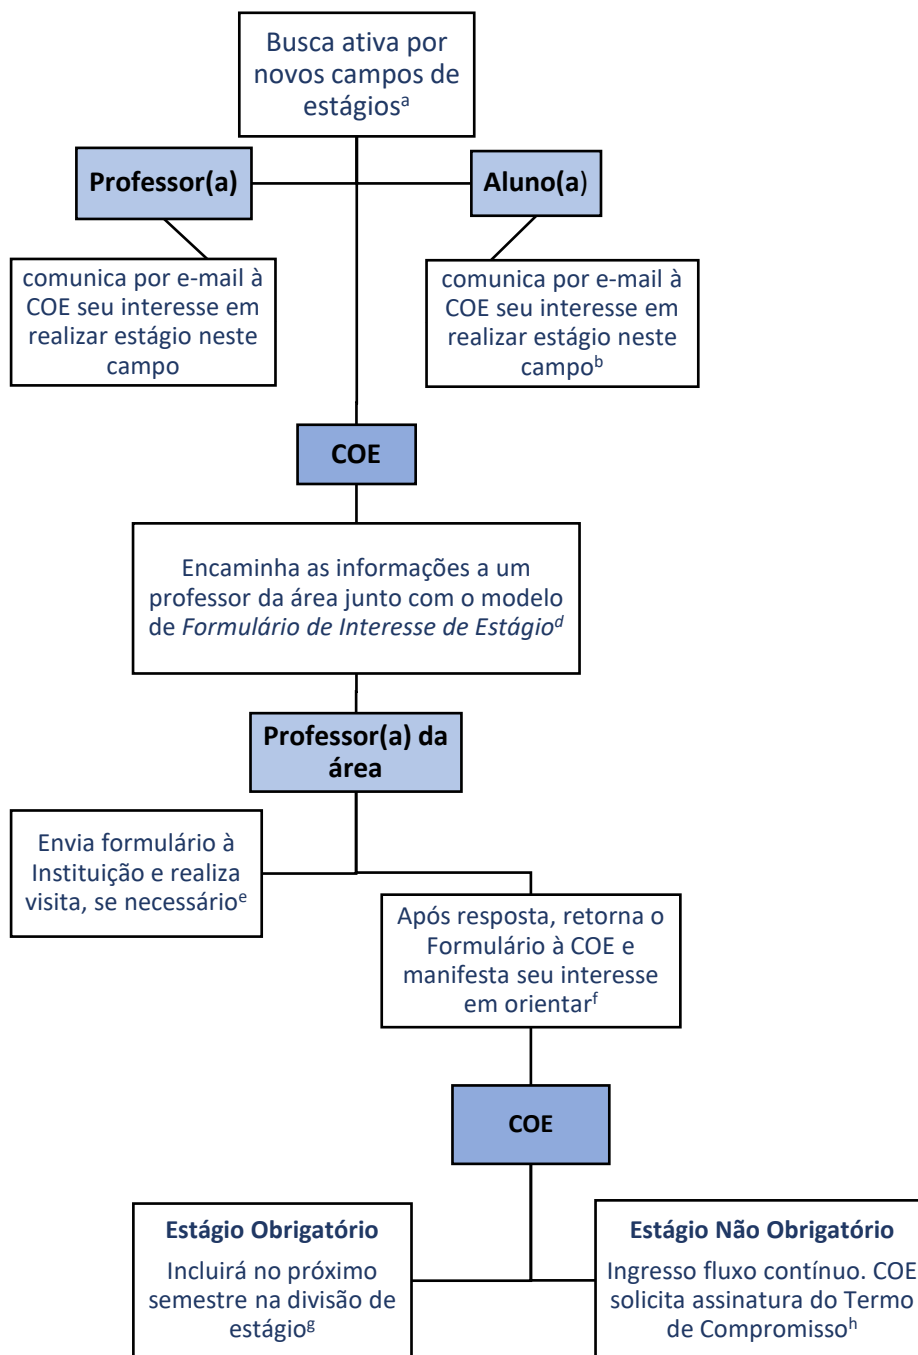 Busca ativa por
novos campos de
estágiosᵃ
Professor(a)
Aluno(a)
comunica por e-mail à
COE seu interesse em
realizar estágio neste
campo
comunica por e-mail à
COE seu interesse em
realizar estágio neste
campoᵇ
COE
Encaminha as informações a um
professor da área junto com o modelo
de Formulário de Interesse de Estágioᵈ
Professor(a) da
área
Envia formulário à
Instituição e realiza
visita, se necessárioᵉ
Após resposta, retorna o
Formulário à COE e
manifesta seu interesse
em orientarᶠ
COE
Estágio Obrigatório
Incluirá no próximo
semestre na divisão de
estágioᵍ
Estágio Não Obrigatório
Ingresso fluxo contínuo. COE
solicita assinatura do Termo
de Compromissoʰ